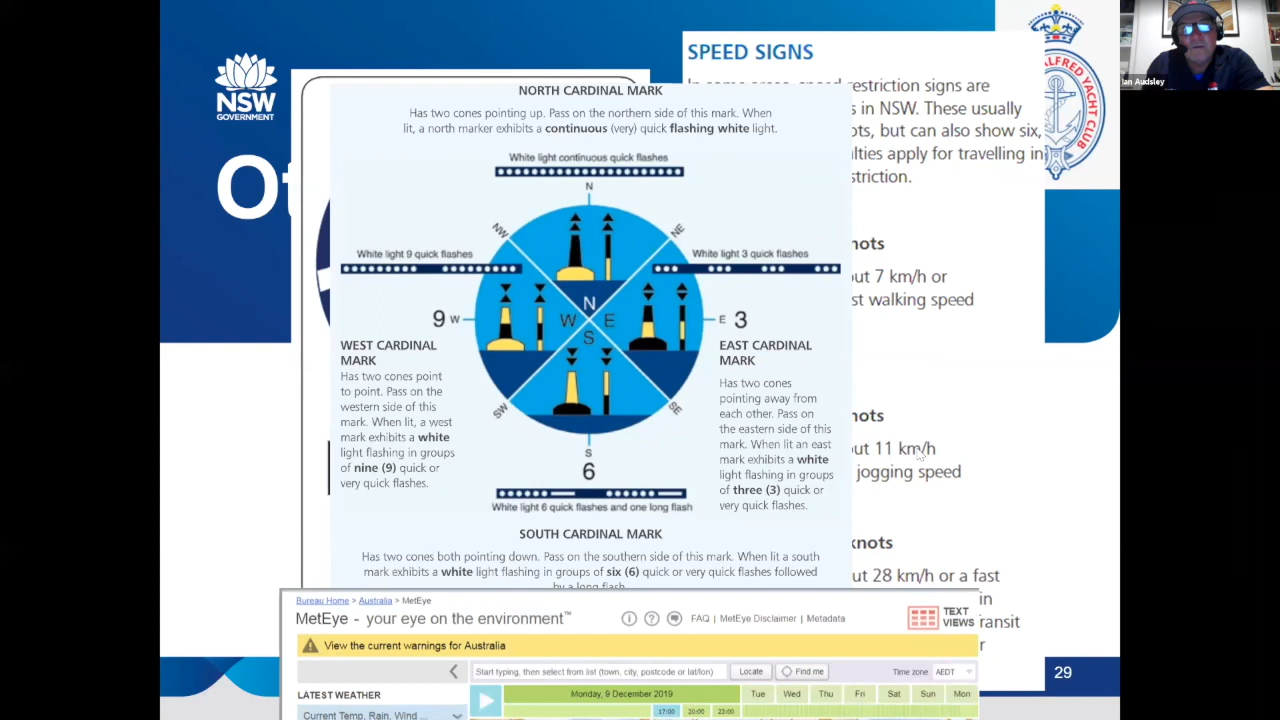 NSW
GOVERNMENT
Ot
NORTH CARDINAL MARK
Has two cones pointing up. Pass on the northern side of this mark. When
lit, a north marker exhibits a continuous (very) quick flashing white light.
White light continuous quick flashes
N
NW
NE
White light 9 quick flashes
White light 3 quick flashes
N
W E
S
9 W
E 3
WEST CARDINAL
MARK
Has two cones point
to point. Pass on the
western side of this
mark. When lit, a west
mark exhibits a white
light flashing in groups
of nine (9) quick or
very quick flashes.
EAST CARDINAL
MARK
Has two cones
pointing away from
each other. Pass on
the eastern side of this
mark. When lit an east
mark exhibits a white
light flashing in groups
of three (3) quick or
very quick flashes.
SW
SE
S
6
White light 6 quick flashes and one long flash
SOUTH CARDINAL MARK
Has two cones both pointing down. Pass on the southern side of this mark. When lit a south
mark exhibits a white light flashing in groups of six (6) quick or very quick flashes followed
by a long flash
SPEED SIGNS
In some areas, speed restriction signs are
s in NSW. These usually
ots, but can also show six,
lties apply for travelling in
striction.
nots
out 7 km/h or
st walking speed
nots
out 11 km/h
jogging speed
knots
ut 28 km/h or a fast
in
ransit
r
ALFRED YACHT CLUB
Ian Audsley
Bureau Home > Australia > MetEye
MetEye - your eye on the environment™
i ? FAQ | MetEye Disclaimer | Metadata
TEXT
VIEWS
View the current warnings for Australia
Start typing, then select from list (town, city, postcode or lat/lon)
Locate
Find me
Time zone AEDT
LATEST WEATHER
Monday, 9 December 2019
Tue Wed Thu Fri Sat Sun Mon
Current Temp, Rain, Wind ...
17:00 20:00 23:00
29